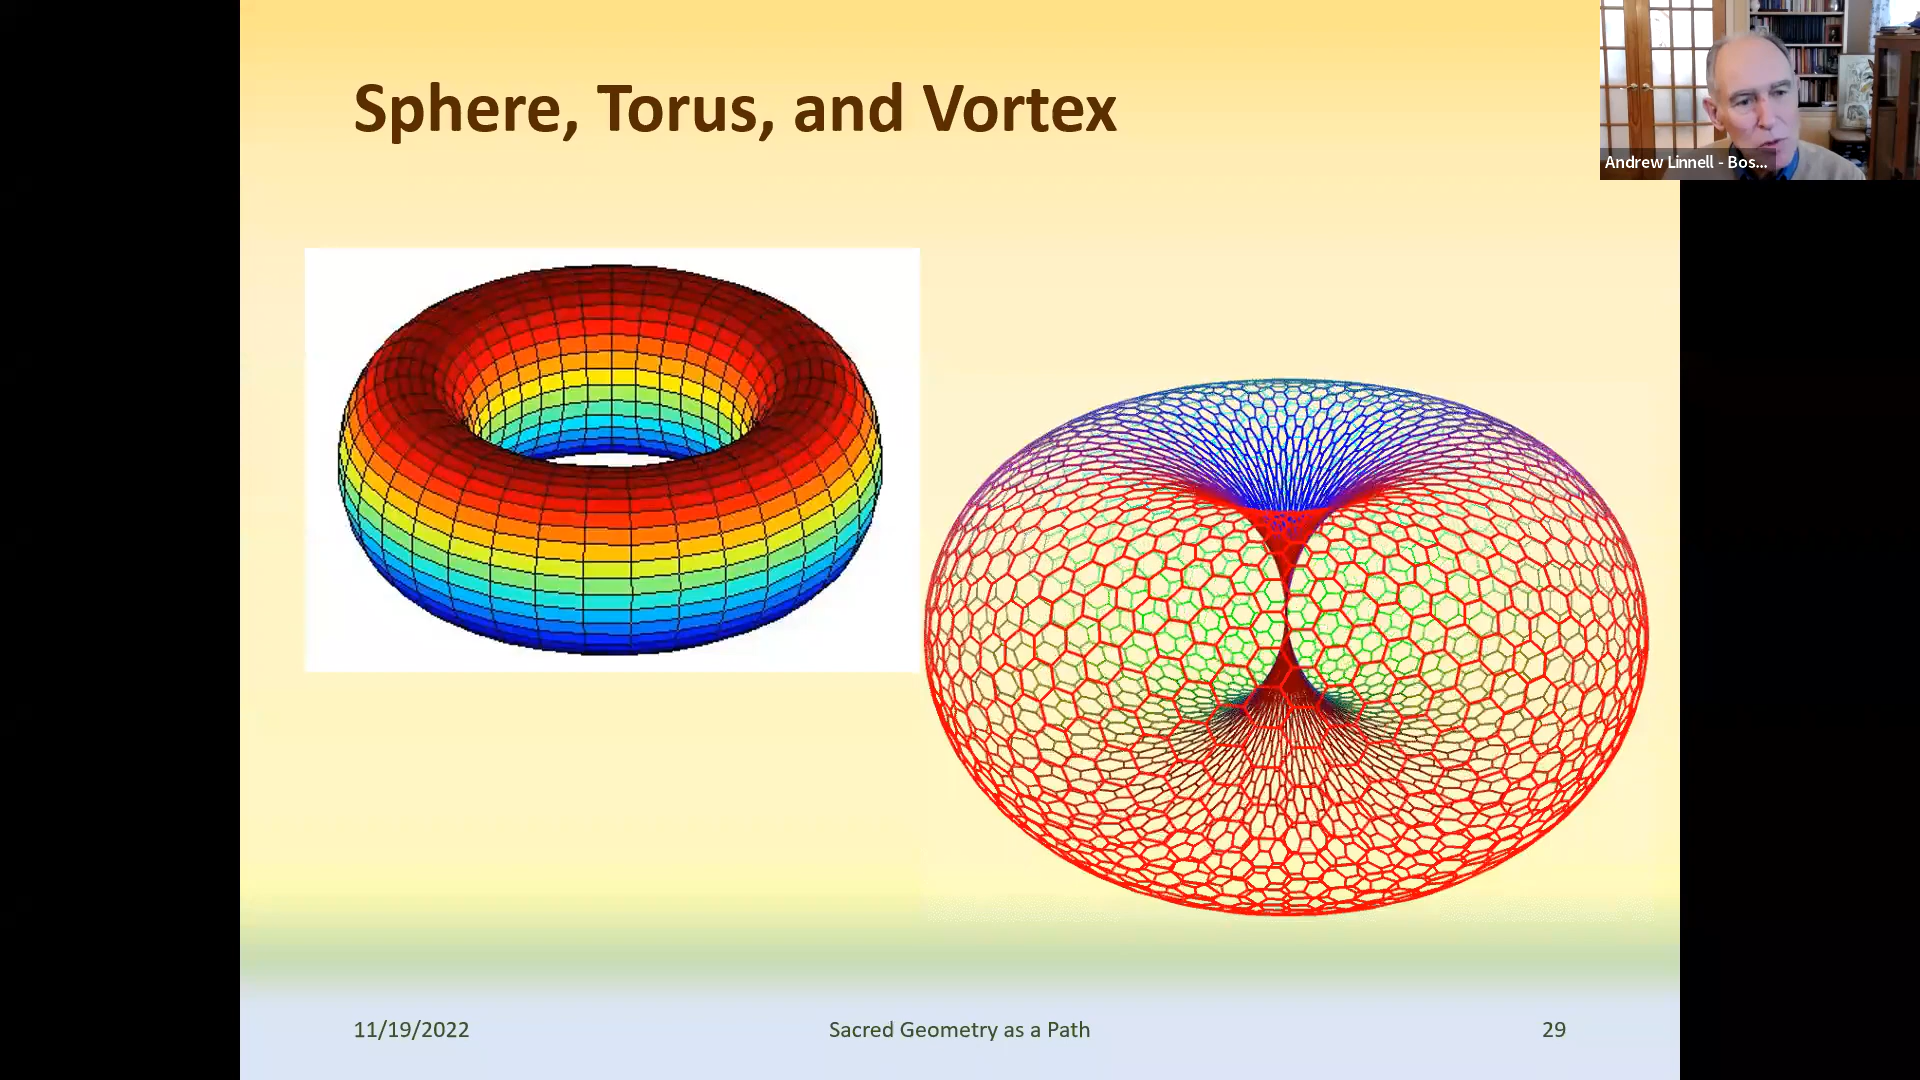 Sphere, Torus, and Vortex
Andrew Linnell - Bos...
11/19/2022
Sacred Geometry as a Path
29